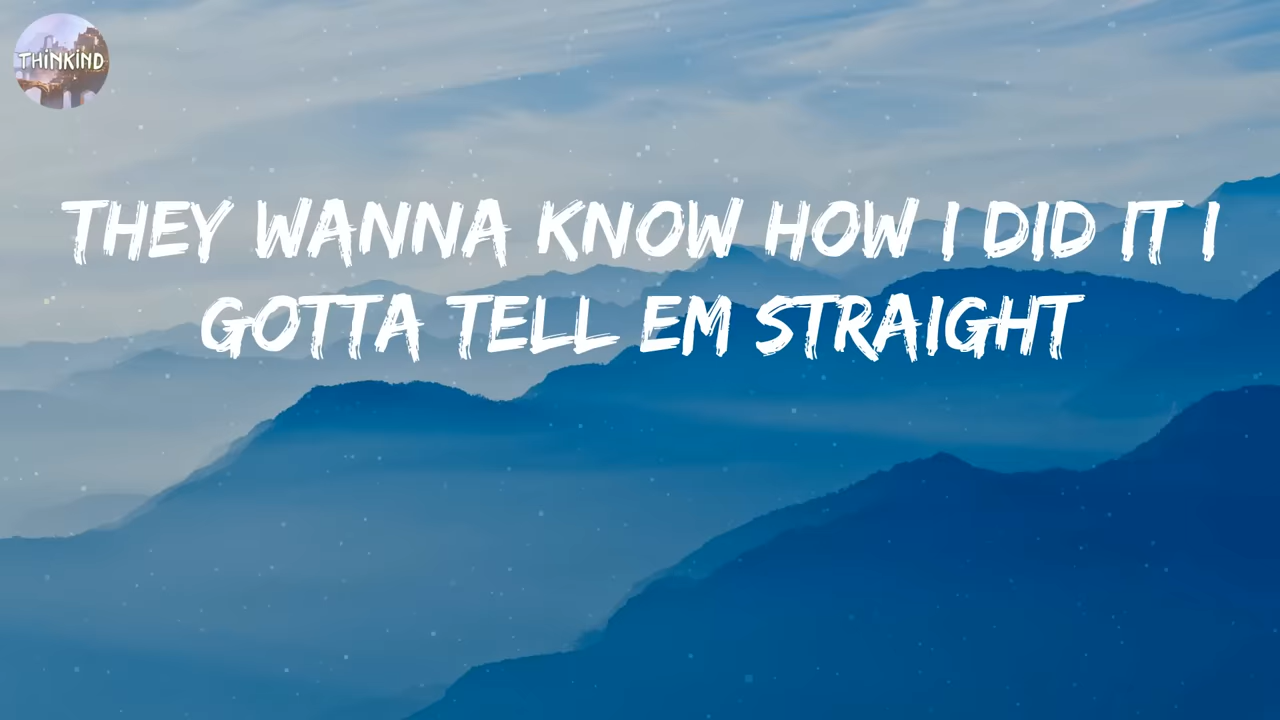 THINKIND
THEY WANNA KNOW HOW I DID IT I
GOTTA TELL EM STRAIGHT